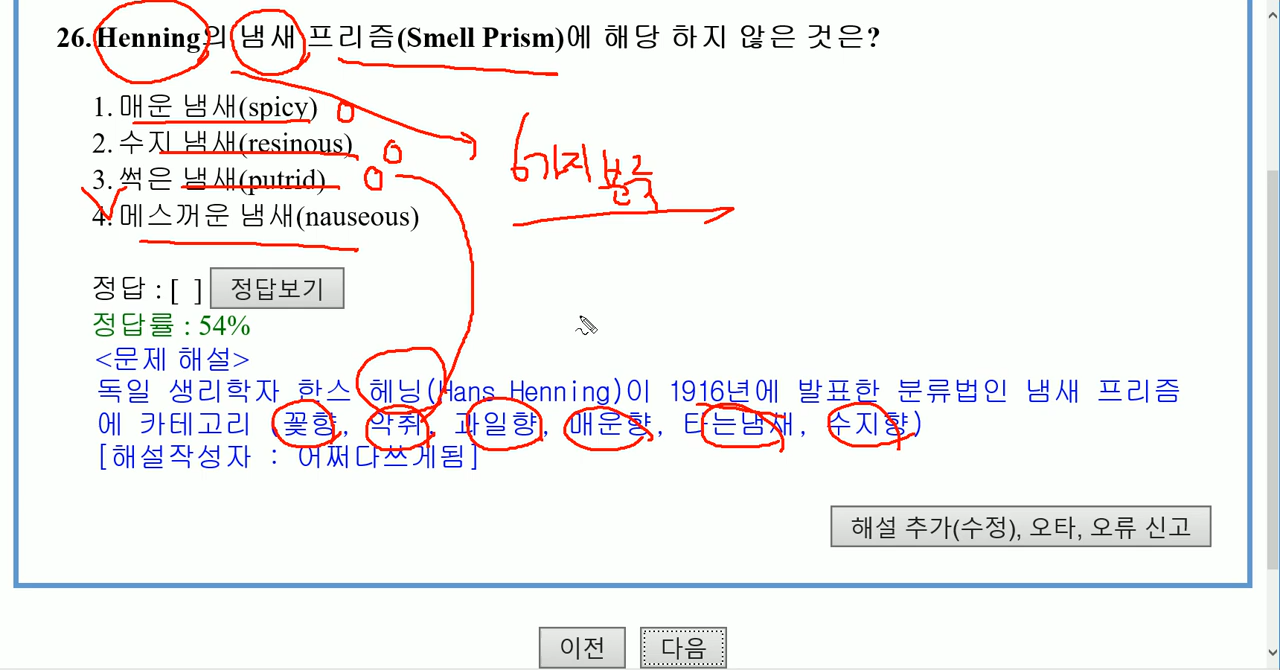 26. Henning의 냄새 프리즘(Smell Prism)에 해당 하지 않은 것은?
1. 매운 냄새(spicy)
2. 수지 냄새(resinous)
6가지 분류
3. 썩은 냄새(putrid)
4. 메스꺼운 냄새(nauseous)
정답 : [ ] 정답보기
정답률 : 54%
<문제 해설>
독일 생리학자 한스 헤닝(Hans Henning)이 1916년에 발표한 분류법인 냄새 프리즘
에 카테고리 (꽃향, 악취, 과일향, 매운향, 타는냄새, 수지향)
[해설작성자 : 어쩌다쓰게됨]
해설 추가(수정), 오타, 오류 신고
이전 다음